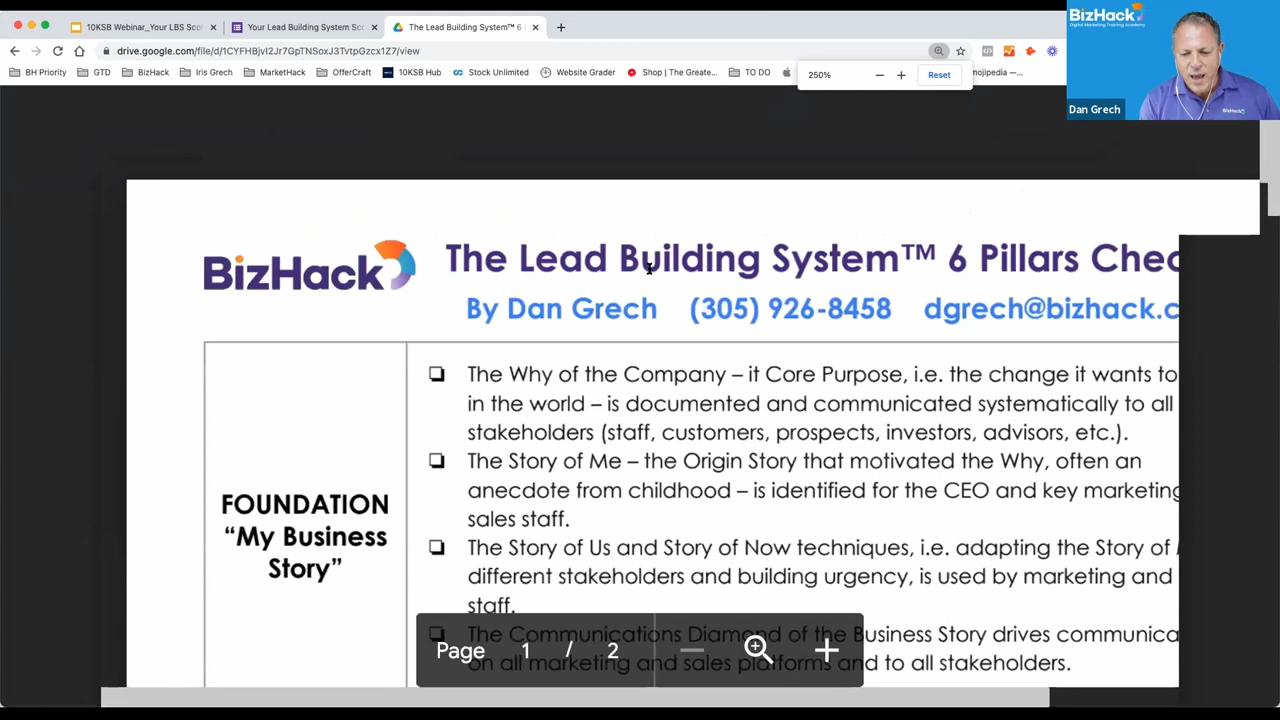 10KSB Webinar_Your LBS Sco
Your Lead Building System Sc
The Lead Building System™ 6
drive.google.com/file/d/1CYFHBjvI2Jr7GpTNSoxJ3TvtpGzcx1Z7/view
BH Priority GTD BizHack Iris Grech MarketHack OfferCraft 10KSB Hub Stock Unlimited Website Grader Shop | The Greate... TO DO mojipedia —...
250% − + Reset
BizHack
Digital Marketing Training Academy
BizHack
Dan Grech
BizHack
The Lead Building System™ 6 Pillars Chec
By Dan Grech (305) 926-8458 dgrech@bizhack.c
FOUNDATION
“My Business
Story”
❏ The Why of the Company – it Core Purpose, i.e. the change it wants to
in the world – is documented and communicated systematically to all
stakeholders (staff, customers, prospects, investors, advisors, etc.).
❏ The Story of Me – the Origin Story that motivated the Why, often an
anecdote from childhood – is identified for the CEO and key marketing
sales staff.
❏ The Story of Us and Story of Now techniques, i.e. adapting the Story of
different stakeholders and building urgency, is used by marketing and
staff.
❏ The Communications Diamond of the Business Story drives communica
on all marketing and sales platforms and to all stakeholders.
Page 1 / 2